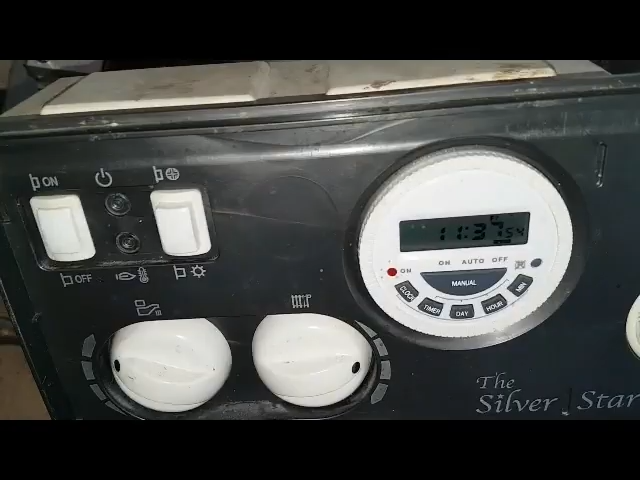 ON
OFF
11:37 54
ON AUTO OFF
ON
MANUAL
CLOCK TIMER DAY HOUR MIN
The
Silver Star